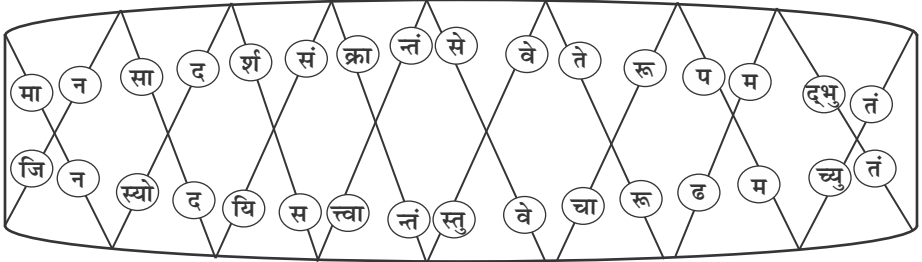 मा न सा द र्श सं क्रा न्तं से वे ते रू प म द्भु तं
जि न स्यो द यि स त्त्वा न्तं स्तु वे चा रू ढ म च्यु तं